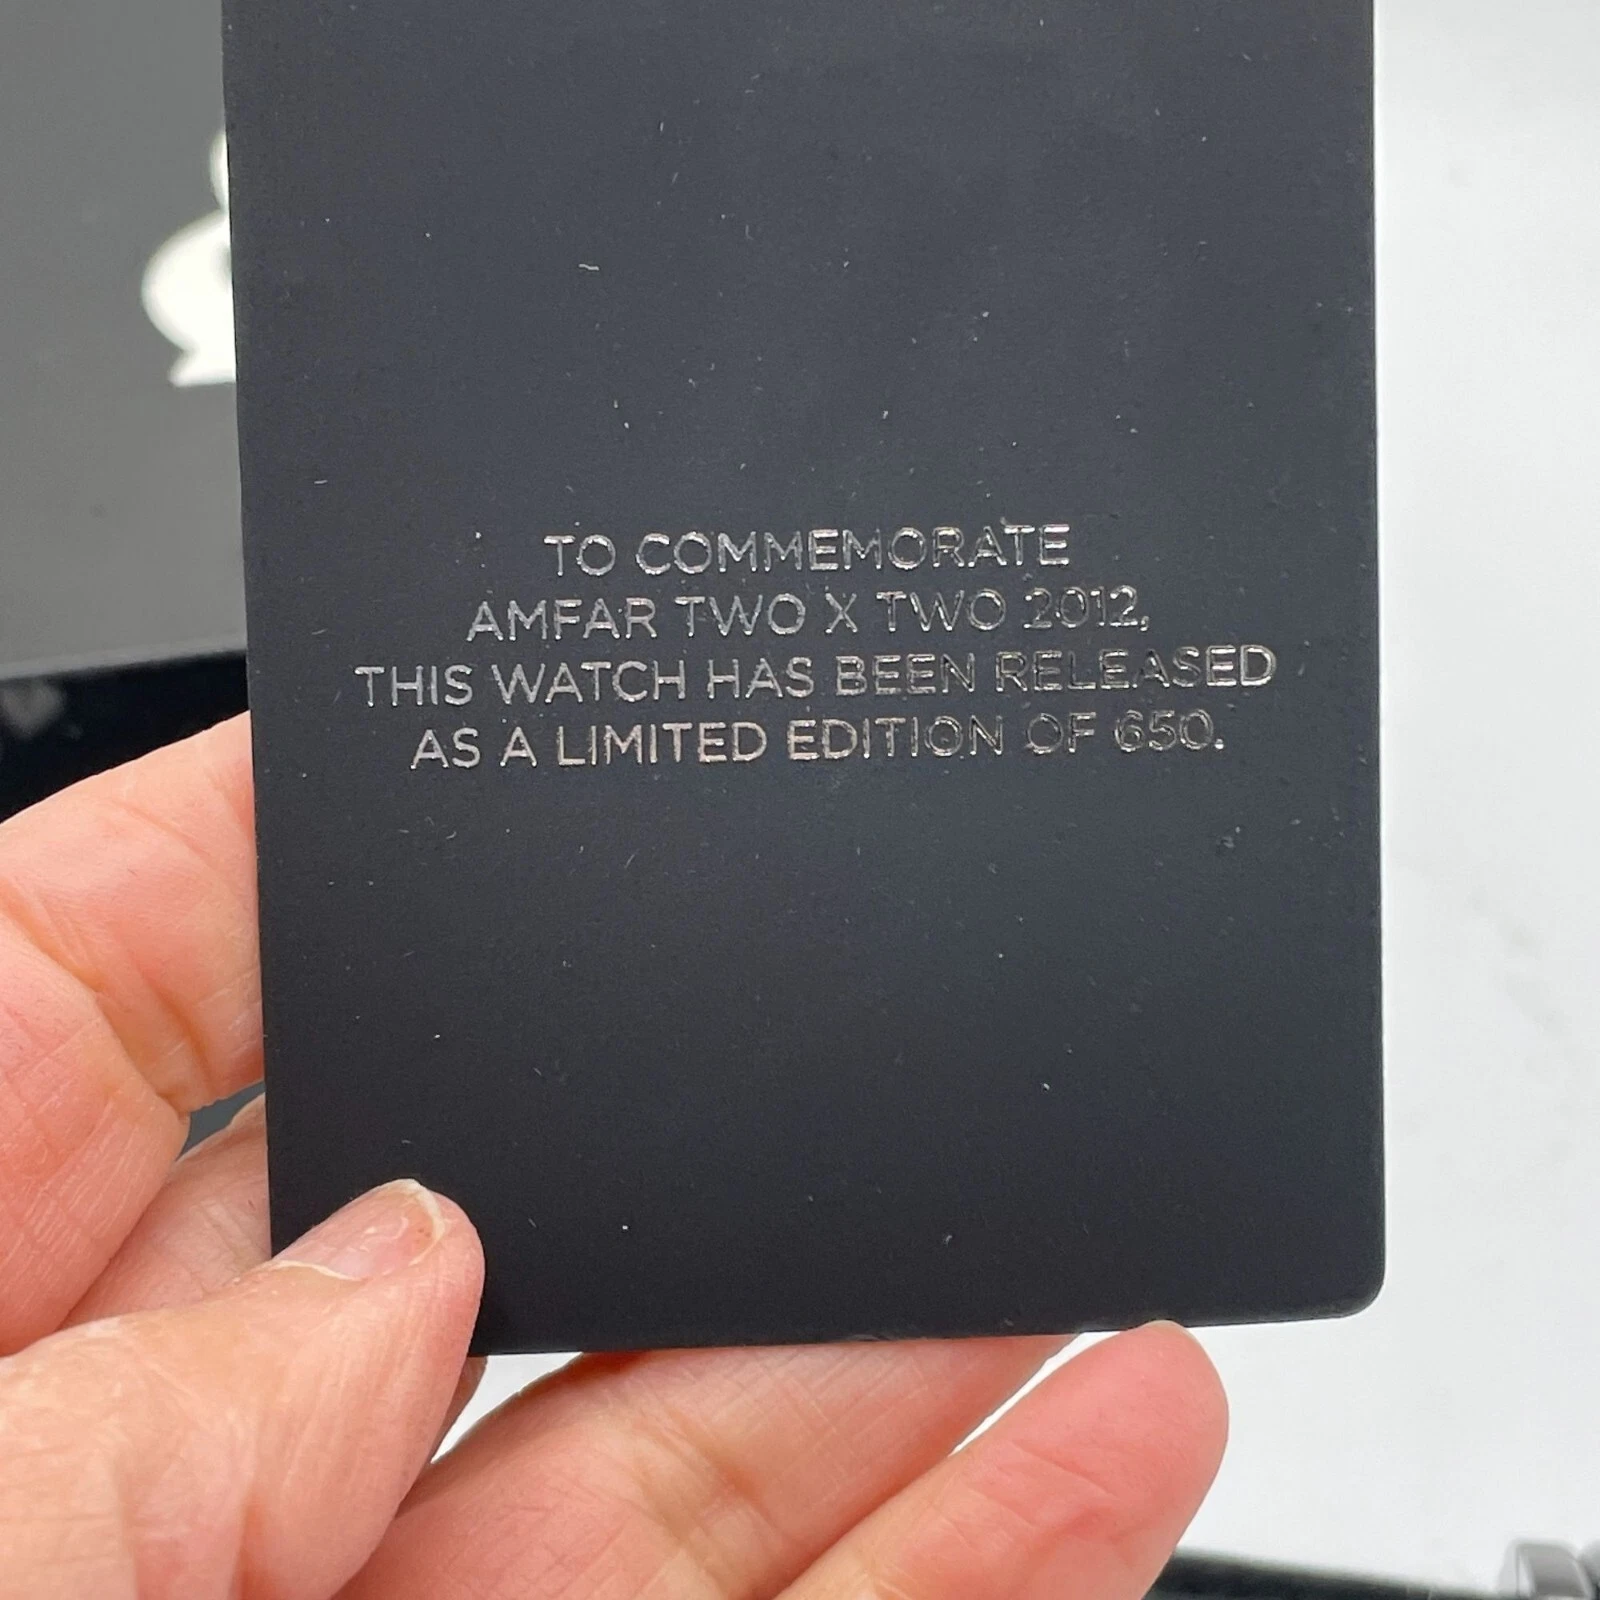 TO COMMEMORATE
AMFAR TWO X TWO 2012,
THIS WATCH HAS BEEN RELEASED
AS A LIMITED EDITION OF 650.